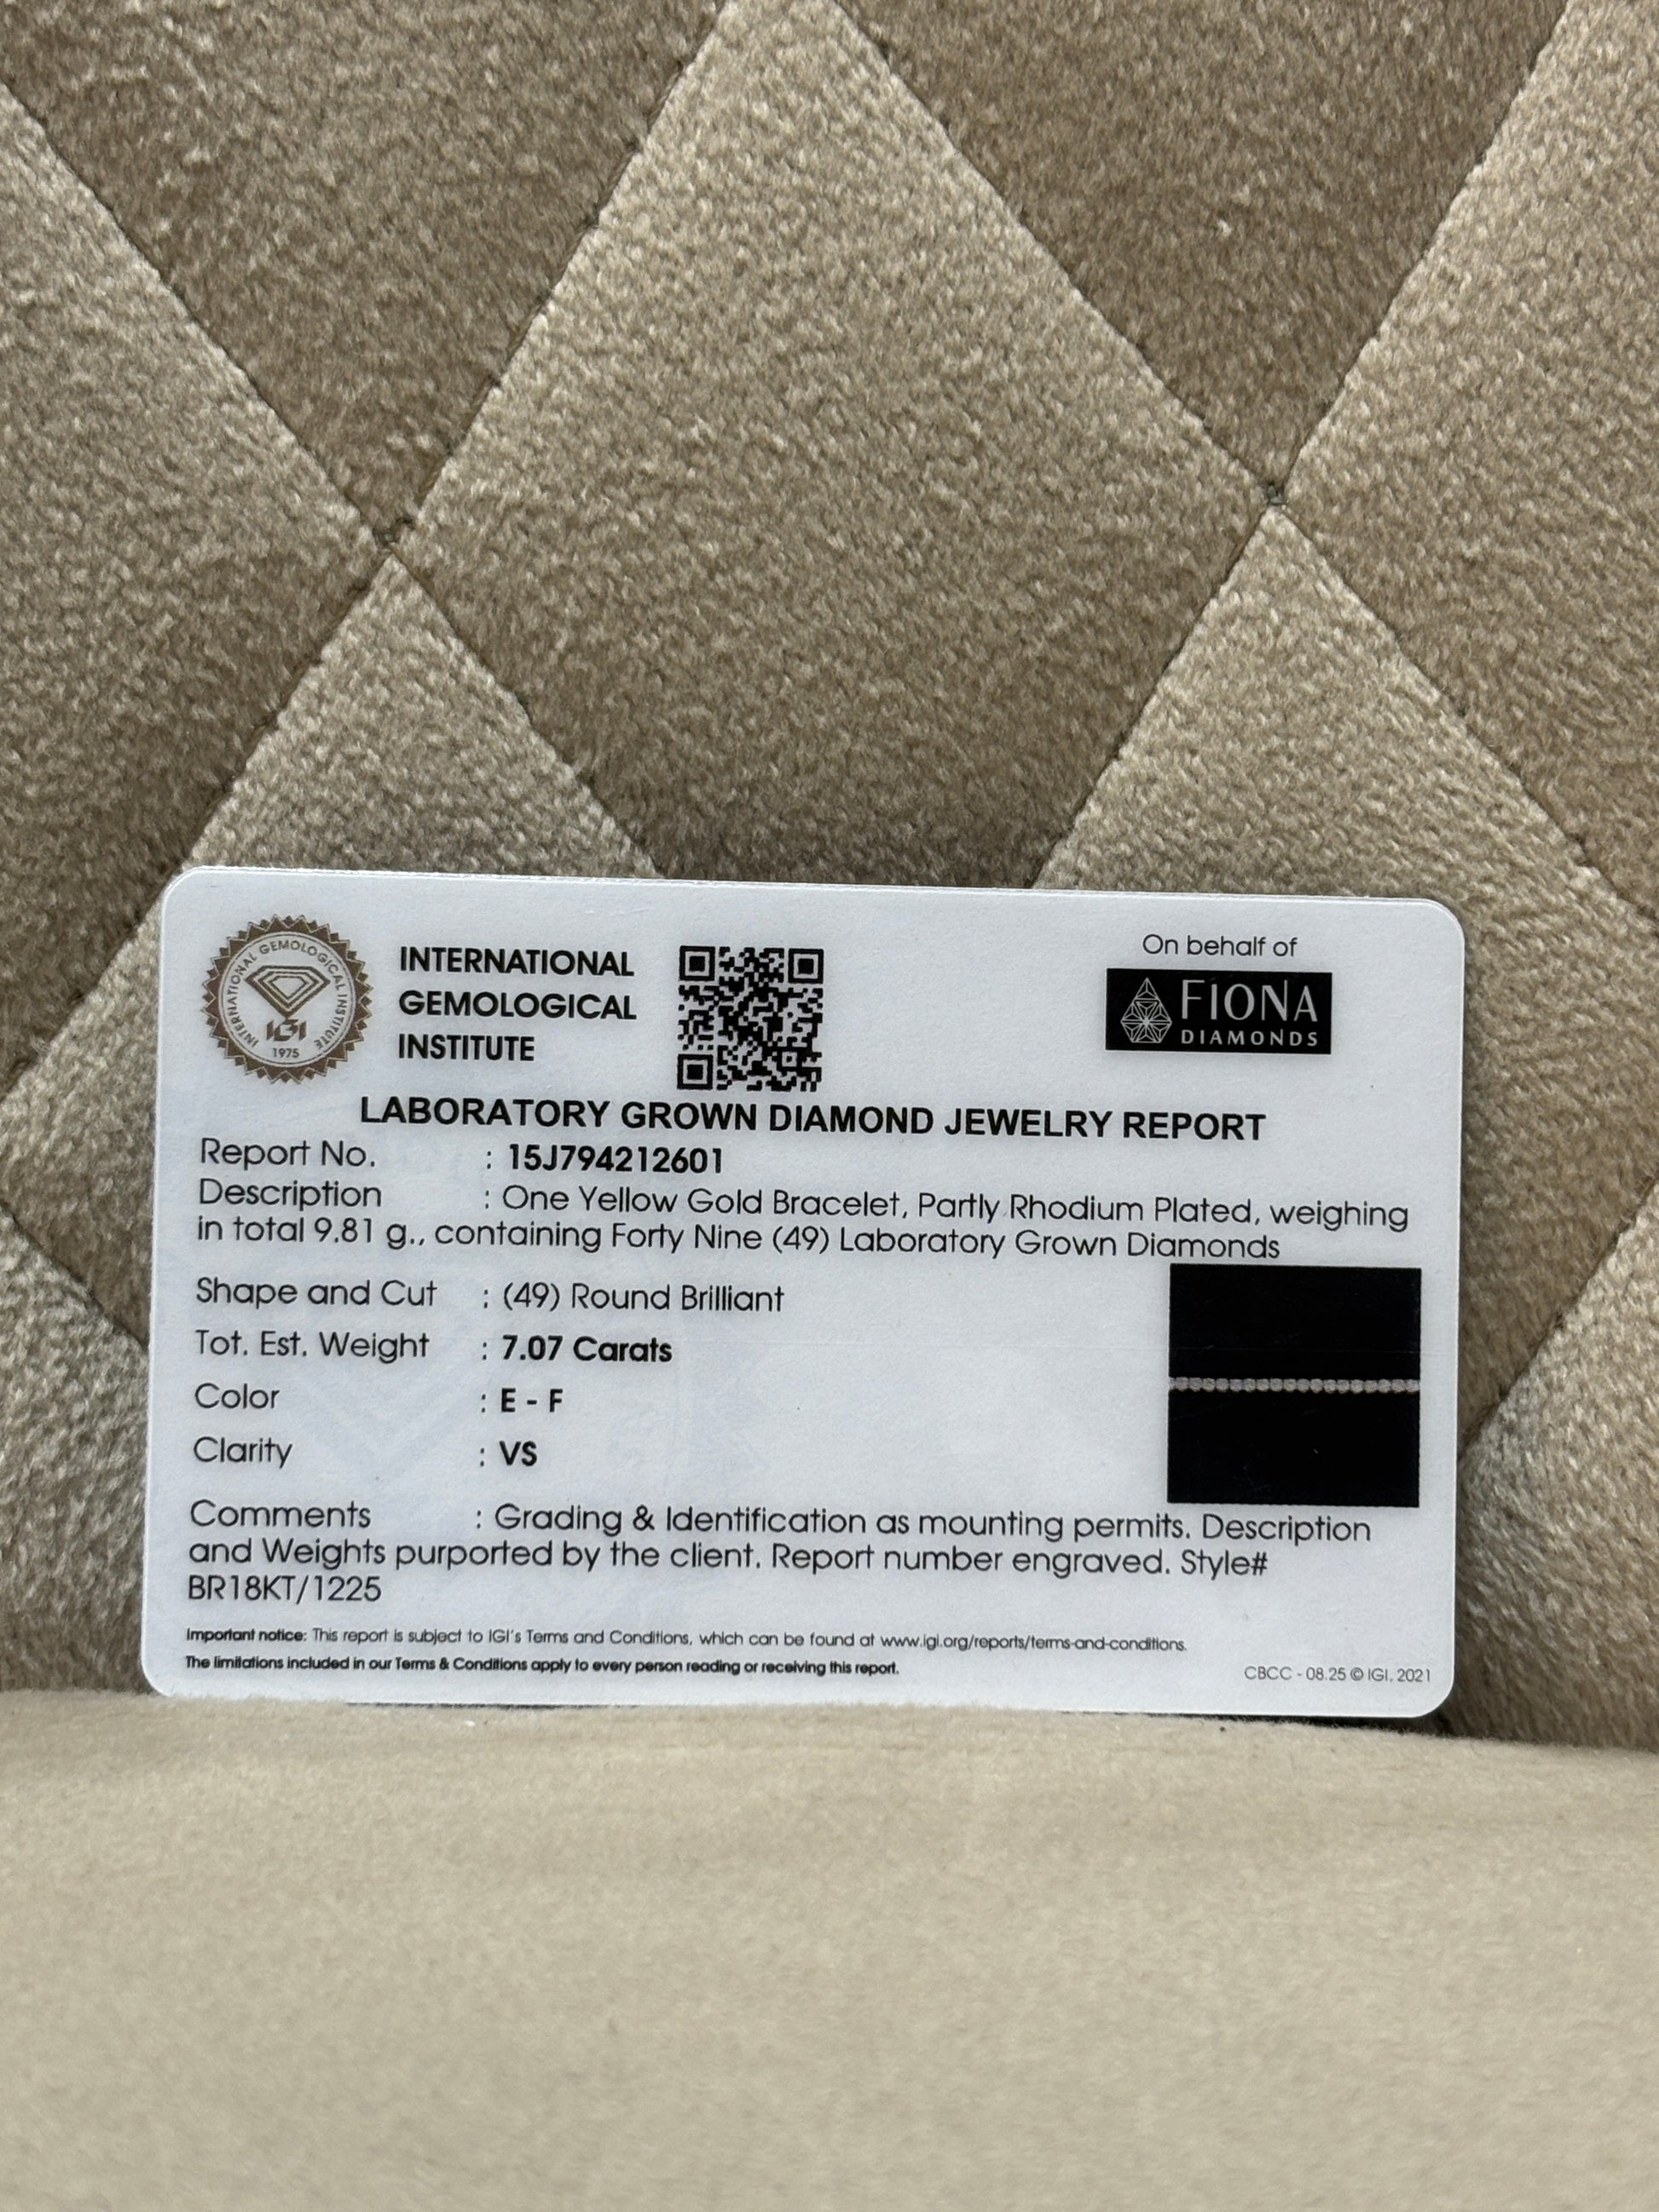 INTERNATIONAL GEMOLOGICAL INSTITUTE
IGI
1975
INTERNATIONAL
GEMOLOGICAL
INSTITUTE
On behalf of
FIONA
DIAMONDS
LABORATORY GROWN DIAMOND JEWELRY REPORT
Report No. : 15J794212601
Description : One Yellow Gold Bracelet, Partly Rhodium Plated, weighing
in total 9.81 g., containing Forty Nine (49) Laboratory Grown Diamonds
Shape and Cut : (49) Round Brilliant
Tot. Est. Weight : 7.07 Carats
Color : E - F
Clarity : VS
Comments : Grading & Identification as mounting permits. Description
and Weights purported by the client. Report number engraved. Style#
BR18KT/1225
Important notice: This report is subject to IGI's Terms and Conditions, which can be found at www.igi.org/reports/terms-and-conditions.
The limitations included in our Terms & Conditions apply to every person reading or receiving this report.
CBCC - 08.25 © IGI, 2021